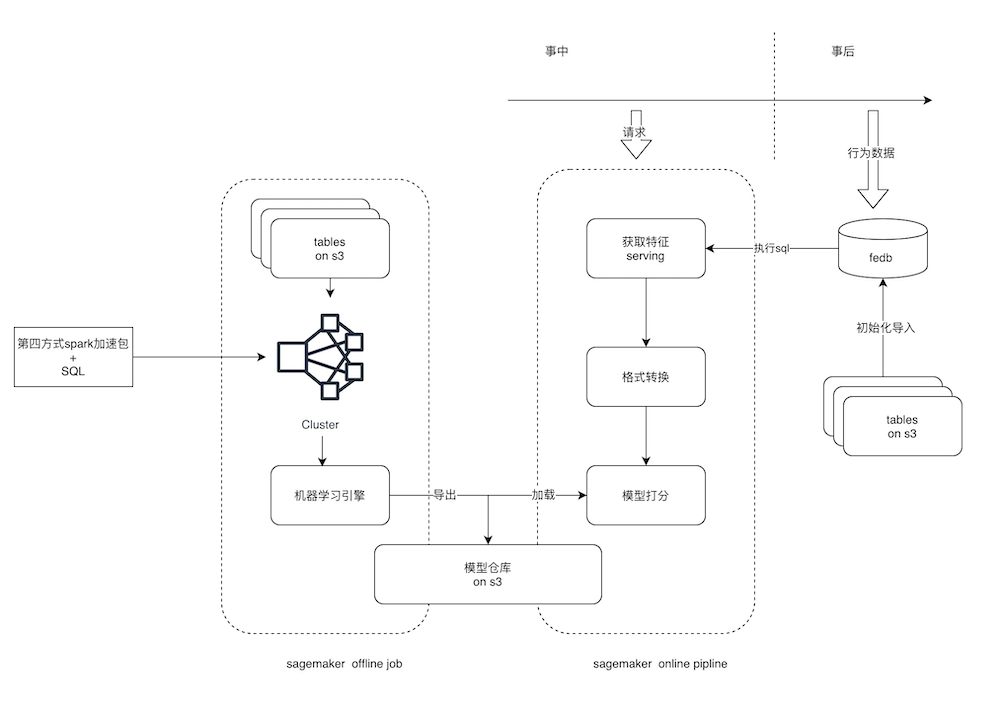 事中
事后
请求
行为数据
tables
on s3
获取特征
serving
执行sql
fedb
第四方式spark加速包
+
SQL
初始化导入
格式转换
Cluster
tables
on s3
机器学习引擎
导出
加载
模型打分
模型仓库
on s3
sagemaker offline job
sagemaker online pipline